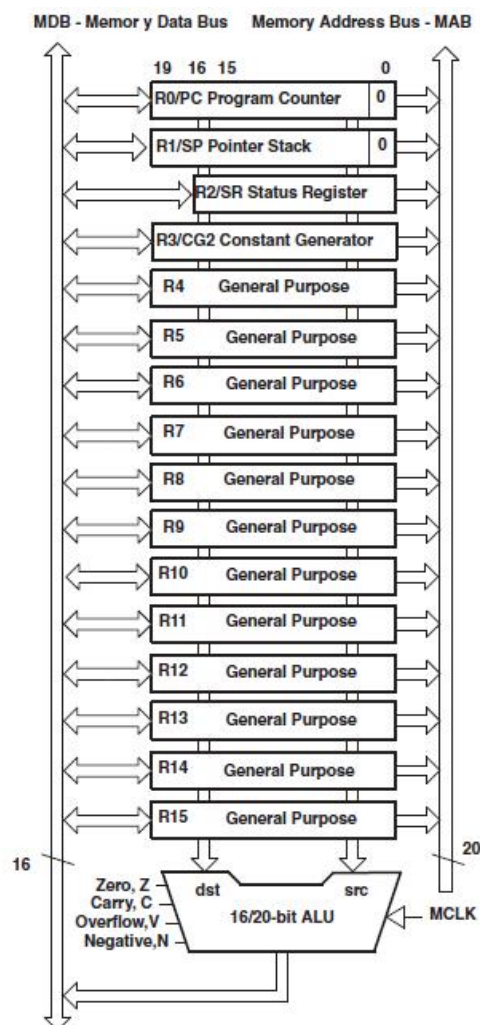 MDB - Memor y Data Bus Memory Address Bus - MAB
19 16 15 0
R0/PC Program Counter 0
R1/SP Pointer Stack 0
R2/SR Status Register
R3/CG2 Constant Generator
R4 General Purpose
R5 General Purpose
R6 General Purpose
R7 General Purpose
R8 General Purpose
R9 General Purpose
R10 General Purpose
R11 General Purpose
R12 General Purpose
R13 General Purpose
R14 General Purpose
R15 General Purpose
16 20
Zero, Z dst src
Carry, C 16/20-bit ALU MCLK
Overflow,V
Negative,N